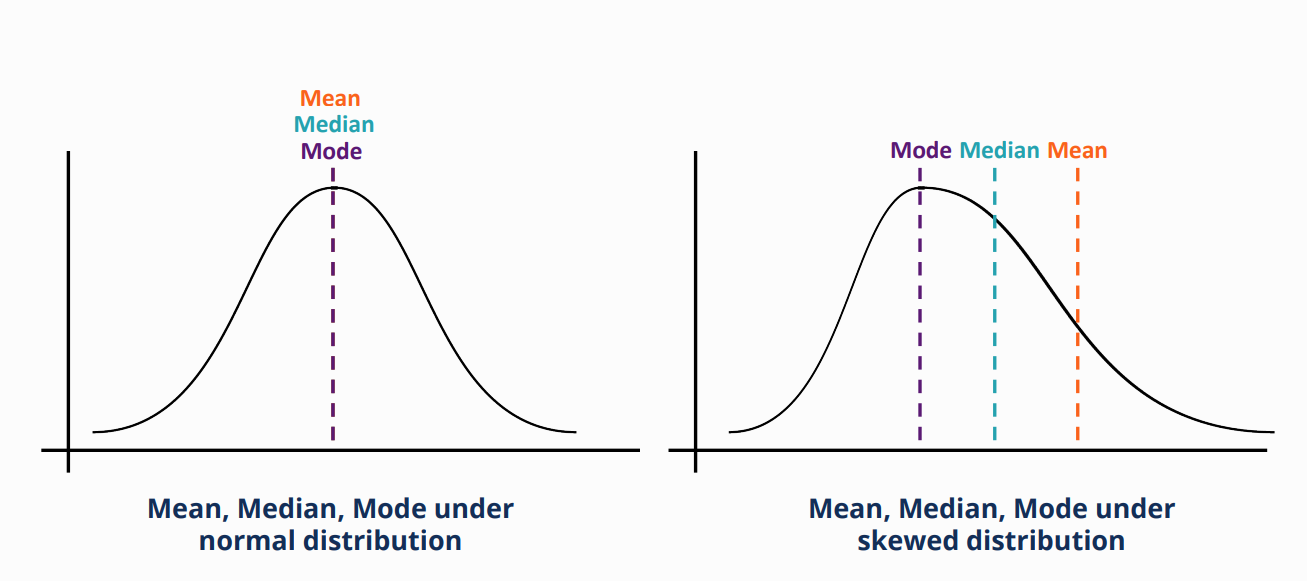 Mean
Median
Mode
Mean, Median, Mode under
normal distribution
Mode Median Mean
Mean, Median, Mode under
skewed distribution